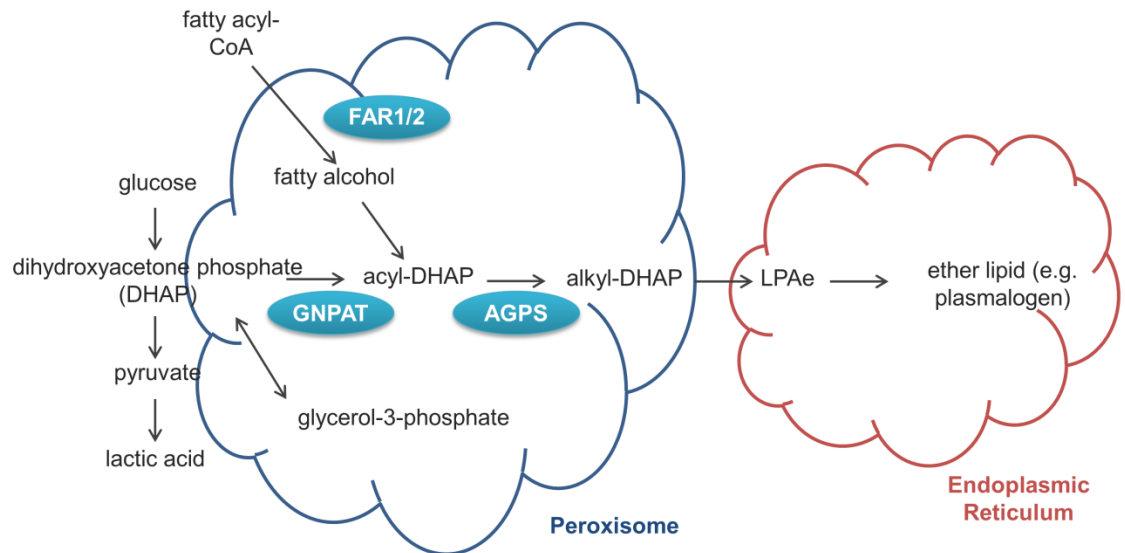 fatty acyl-
CoA
FAR1/2
fatty alcohol
glucose
dihydroxyacetone phosphate
(DHAP)
acyl-DHAP
alkyl-DHAP
LPAe
ether lipid (e.g.
plasmalogen)
GNPAT
AGPS
pyruvate
glycerol-3-phosphate
lactic acid
Peroxisome
Endoplasmic
Reticulum